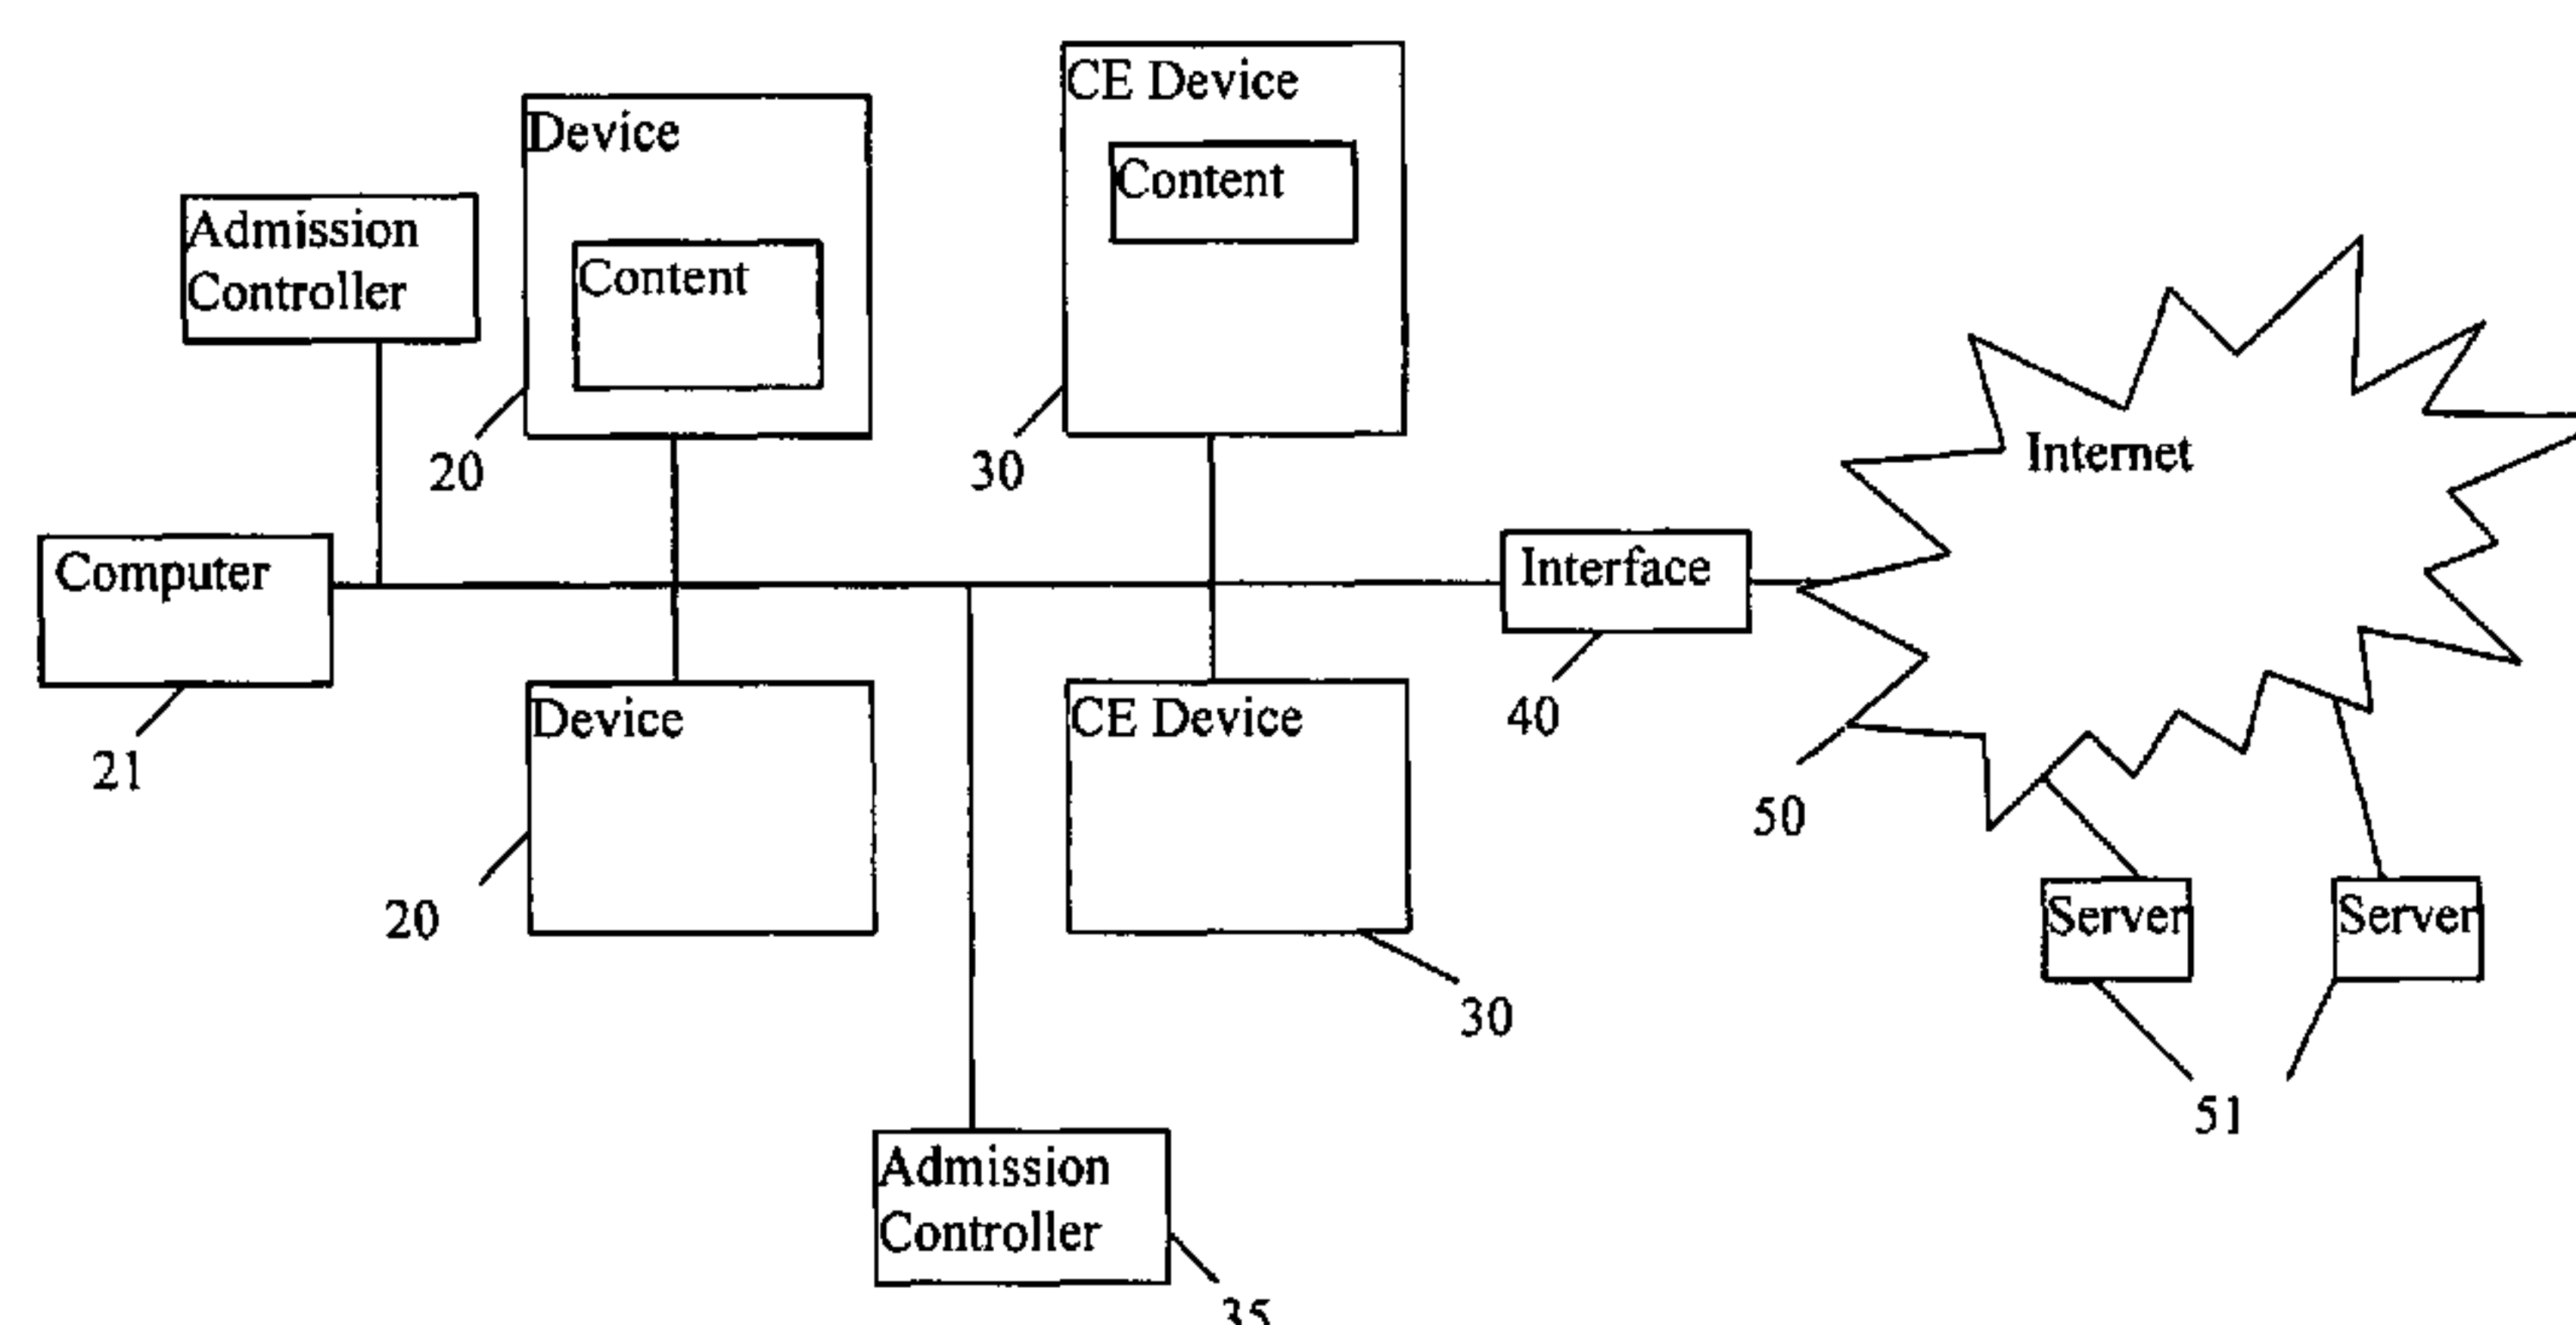 CE Device
Content
Device
Content
Admission
Controller
20
30
Internet
Computer
Interface
21
Device
CE Device
40
50
20
30
Server
Server
51
Admission
Controller
35